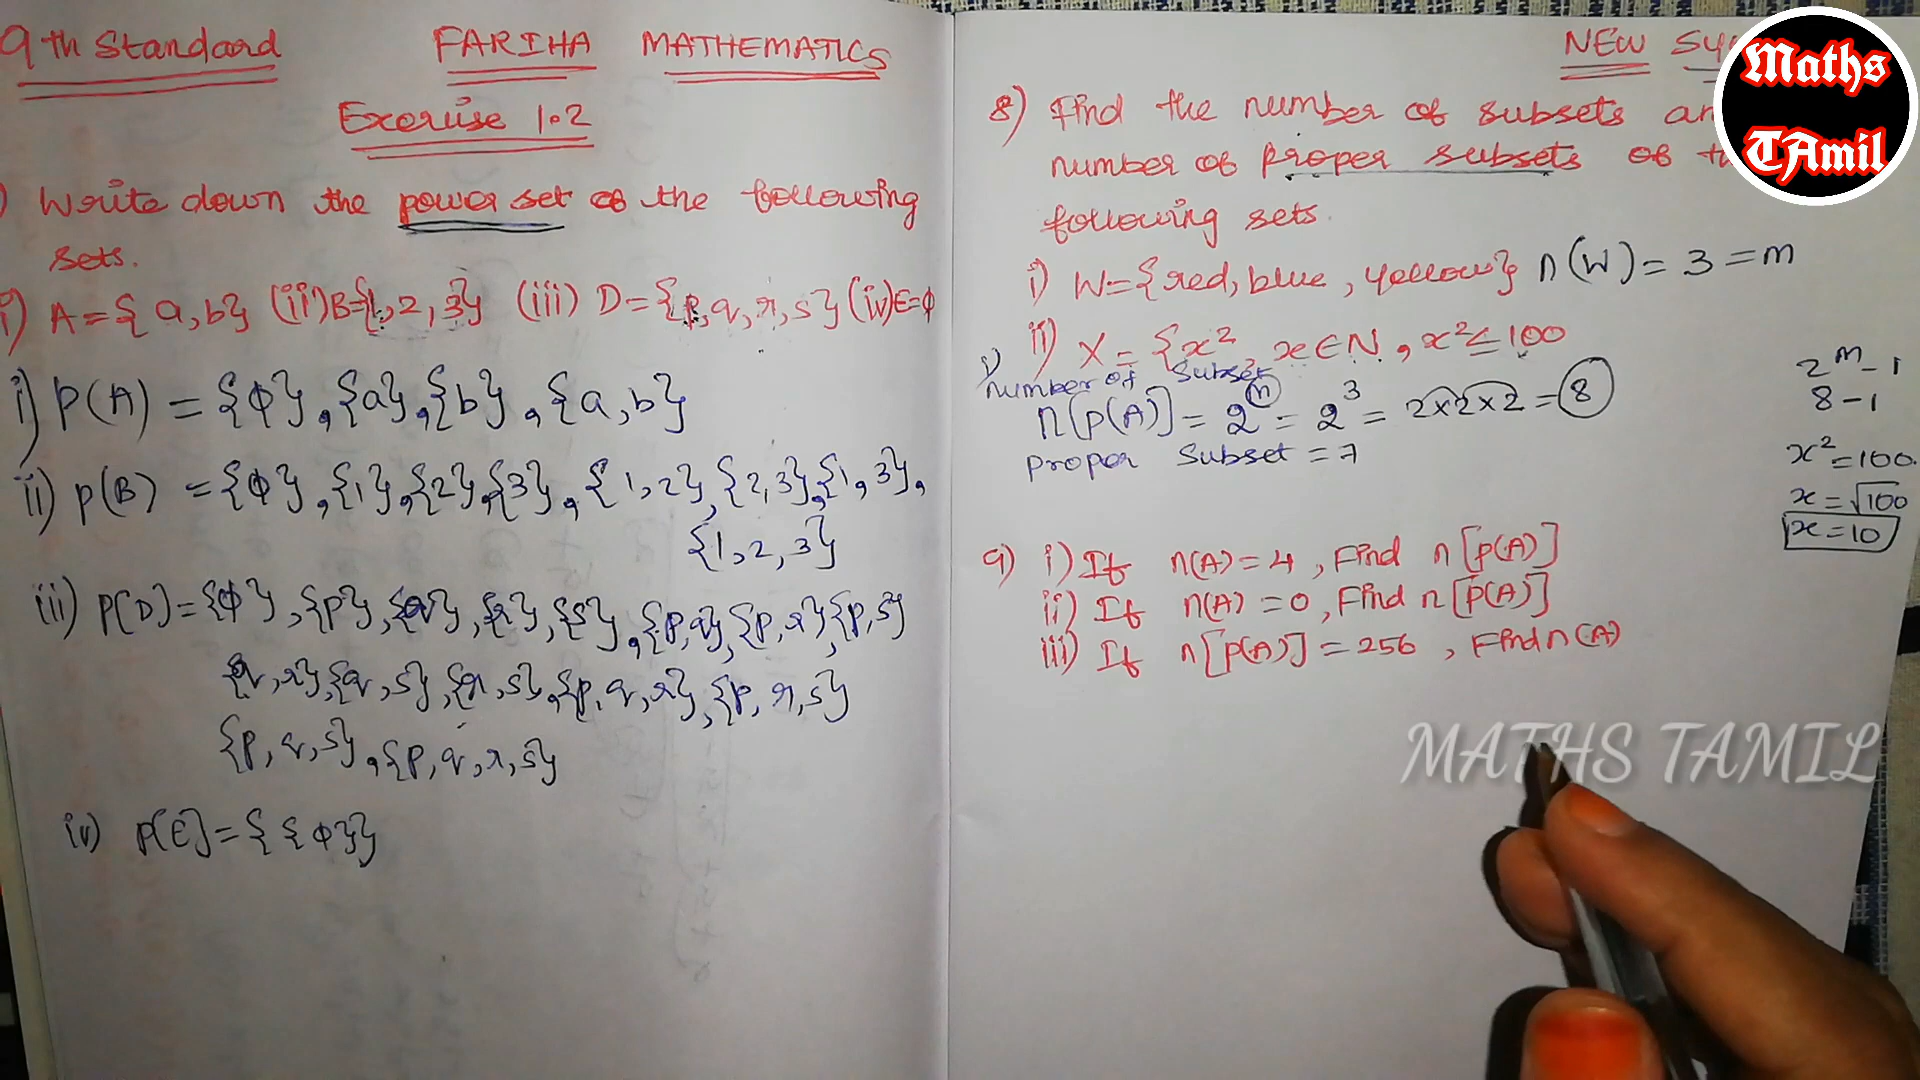 9th Standard FARIHA MATHEMATICS
Exercise 1.2
) Write down the power set of the following
sets.
i) A={a,b} (ii) B={1,2,3} (iii) D={p,q,r,s} (iv) E=φ
i) P(A) = {φ}, {a}, {b}, {a,b}
ii) p(B) = {φ}, {1}, {2}, {3}, {1,2}, {2,3}, {1,3},
{1,2,3}
iii) P[D]={φ}, {p}, {q}, {r}, {s}, {p,q}, {p,r}, {p,s}
{q,r}, {q,s}, {r,s}, {p,q,r}, {p,r,s}
{p,q,s}, {p,q,r,s}
iv) P[E]={{φ}}
NEW
8) Find the number of subsets
number of proper subsets of
following sets.
i) W={red, blue, yellow} n(W)=3=m
ii) X={x², x∈N, x²≤100
i) number of Subset
n[p(A)] = 2ᵐ = 2³ = 2×2×2 = 8
proper Subset = 7
2ᵐ-1
8-1
x²=100.
x=√100
x=10
9) i) If n(A)=4, Find n[p(A)]
ii) If n(A)=0, Find n[p(A)]
iii) If n[p(A)]=256, Find n(A)
Maths
TAmil
MATHS TAMIL